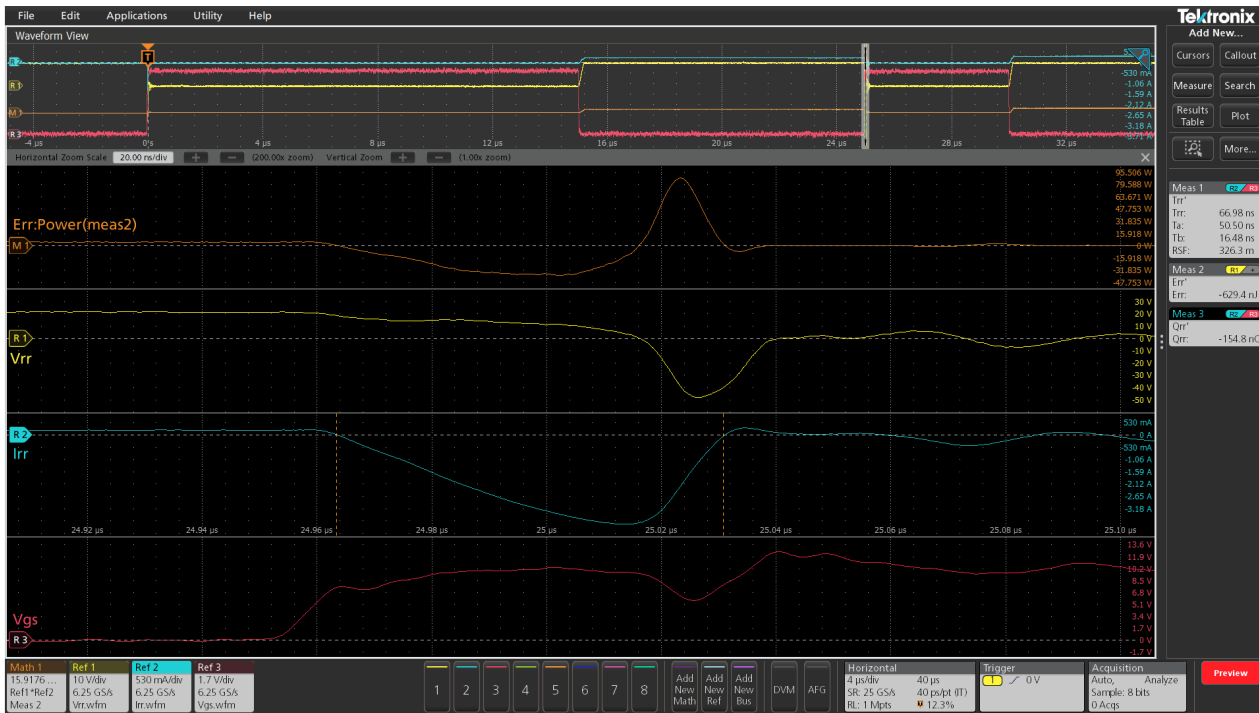 File Edit Applications Utility Help
Tektronix
Waveform View
Add New...
Cursors Callout
Measure Search
Results Table Plot
More...
T
R 2
R 1
M 1
R 3
-530 mA
-1.06 A
-1.59 A
-2.12 A
-2.65 A
-3.18 A
-3.71 A
-4 µs 0 s 4 µs 8 µs 12 µs 16 µs 20 µs 24 µs 28 µs 32 µs
Horizontal Zoom Scale 20.00 ns/div + − (200.00x zoom) Vertical Zoom + − (1.00x zoom) ✕
95.506 W
79.588 W
63.671 W
47.753 W
31.835 W
15.918 W
0 W
-15.918 W
-31.835 W
-47.753 W
Err:Power(meas2)
M 1
30 V
20 V
10 V
0 V
-10 V
-20 V
-30 V
-40 V
-50 V
R 1
Vrr
530 mA
0 A
-530 mA
-1.06 A
-1.59 A
-2.12 A
-2.65 A
-3.18 A
R 2
Irr
24.92 µs 24.94 µs 24.96 µs 24.98 µs 25 µs 25.02 µs 25.04 µs 25.06 µs 25.08 µs 25.10 µs
13.6 V
11.9 V
10.2 V
8.5 V
6.8 V
5.1 V
3.4 V
1.7 V
0 V
-1.7 V
Vgs
R 3
Meas 1 R2 R3
Trr'
Trr: 66.98 ns
Ta: 50.50 ns
Tb: 16.48 ns
RSF: 326.3 m
Meas 2 R1
Err'
Err: -629.4 nJ
Meas 3 R2 R3
Qrr'
Qrr: -154.8 nC
Math 1
15.9176 ...
Ref1*Ref2
Meas 2
Ref 1
10 V/div
6.25 GS/s
Vrr.wfm
Ref 2
530 mA/div
6.25 GS/s
Irr.wfm
Ref 3
1.7 V/div
6.25 GS/s
Vgs.wfm
1 2 3 4 5 6 7 8
Add New Math
Add New Ref
Add New Bus
DVM
AFG
Horizontal
4 µs/div 40 µs
SR: 25 GS/s 40 ps/pt (IT)
RL: 1 Mpts 12.3%
Trigger
1 0 V
Acquisition
Auto, Analyze
Sample: 8 bits
0 Acqs
Preview